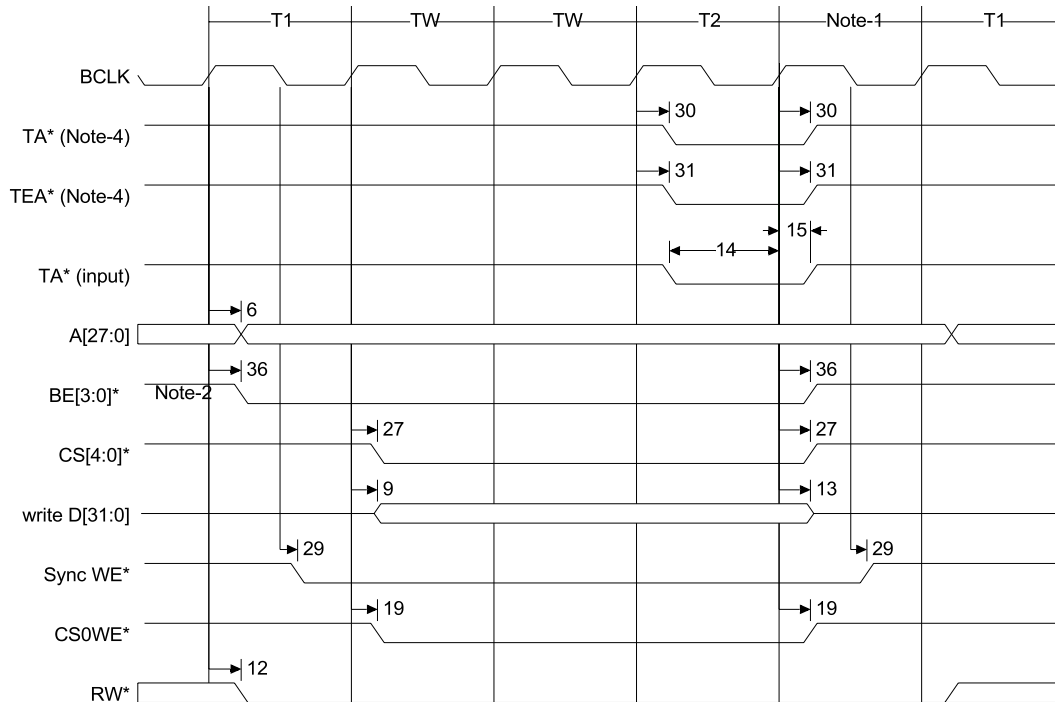 T1 TW TW T2 Note-1 T1
BCLK
30 30
TA* (Note-4)
31 31
TEA* (Note-4)
15
14
TA* (input)
6
A[27:0]
36 36
Note-2
BE[3:0]*
27 27
CS[4:0]*
9 13
write D[31:0]
29 29
Sync WE*
19 19
CS0WE*
12
RW*